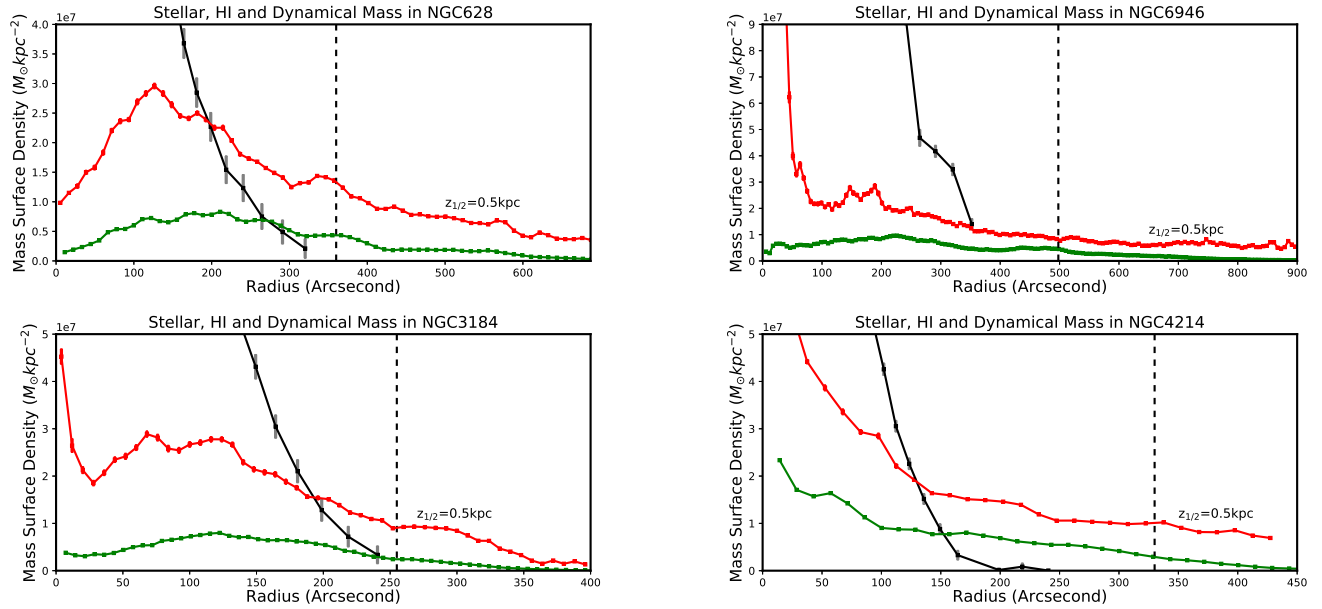 Stellar, HI and Dynamical Mass in NGC628
1e7
Mass Surface Density (M⊙kpc⁻²)
4.0
3.5
3.0
2.5
2.0
1.5
1.0
0.5
0.0
z1/2=0.5kpc
0 100 200 300 400 500 600
Radius (Arcsecond)
Stellar, HI and Dynamical Mass in NGC6946
1e7
Mass Surface Density (M⊙kpc⁻²)
9
8
7
6
5
4
3
2
1
0
z1/2=0.5kpc
0 100 200 300 400 500 600 700 800 900
Radius (Arcsecond)
Stellar, HI and Dynamical Mass in NGC3184
1e7
Mass Surface Density (M⊙kpc⁻²)
5
4
3
2
1
0
z1/2=0.5kpc
0 50 100 150 200 250 300 350 400
Radius (Arcsecond)
Stellar, HI and Dynamical Mass in NGC4214
1e7
Mass Surface Density (M⊙kpc⁻²)
5
4
3
2
1
0
z1/2=0.5kpc
0 50 100 150 200 250 300 350 400 450
Radius (Arcsecond)